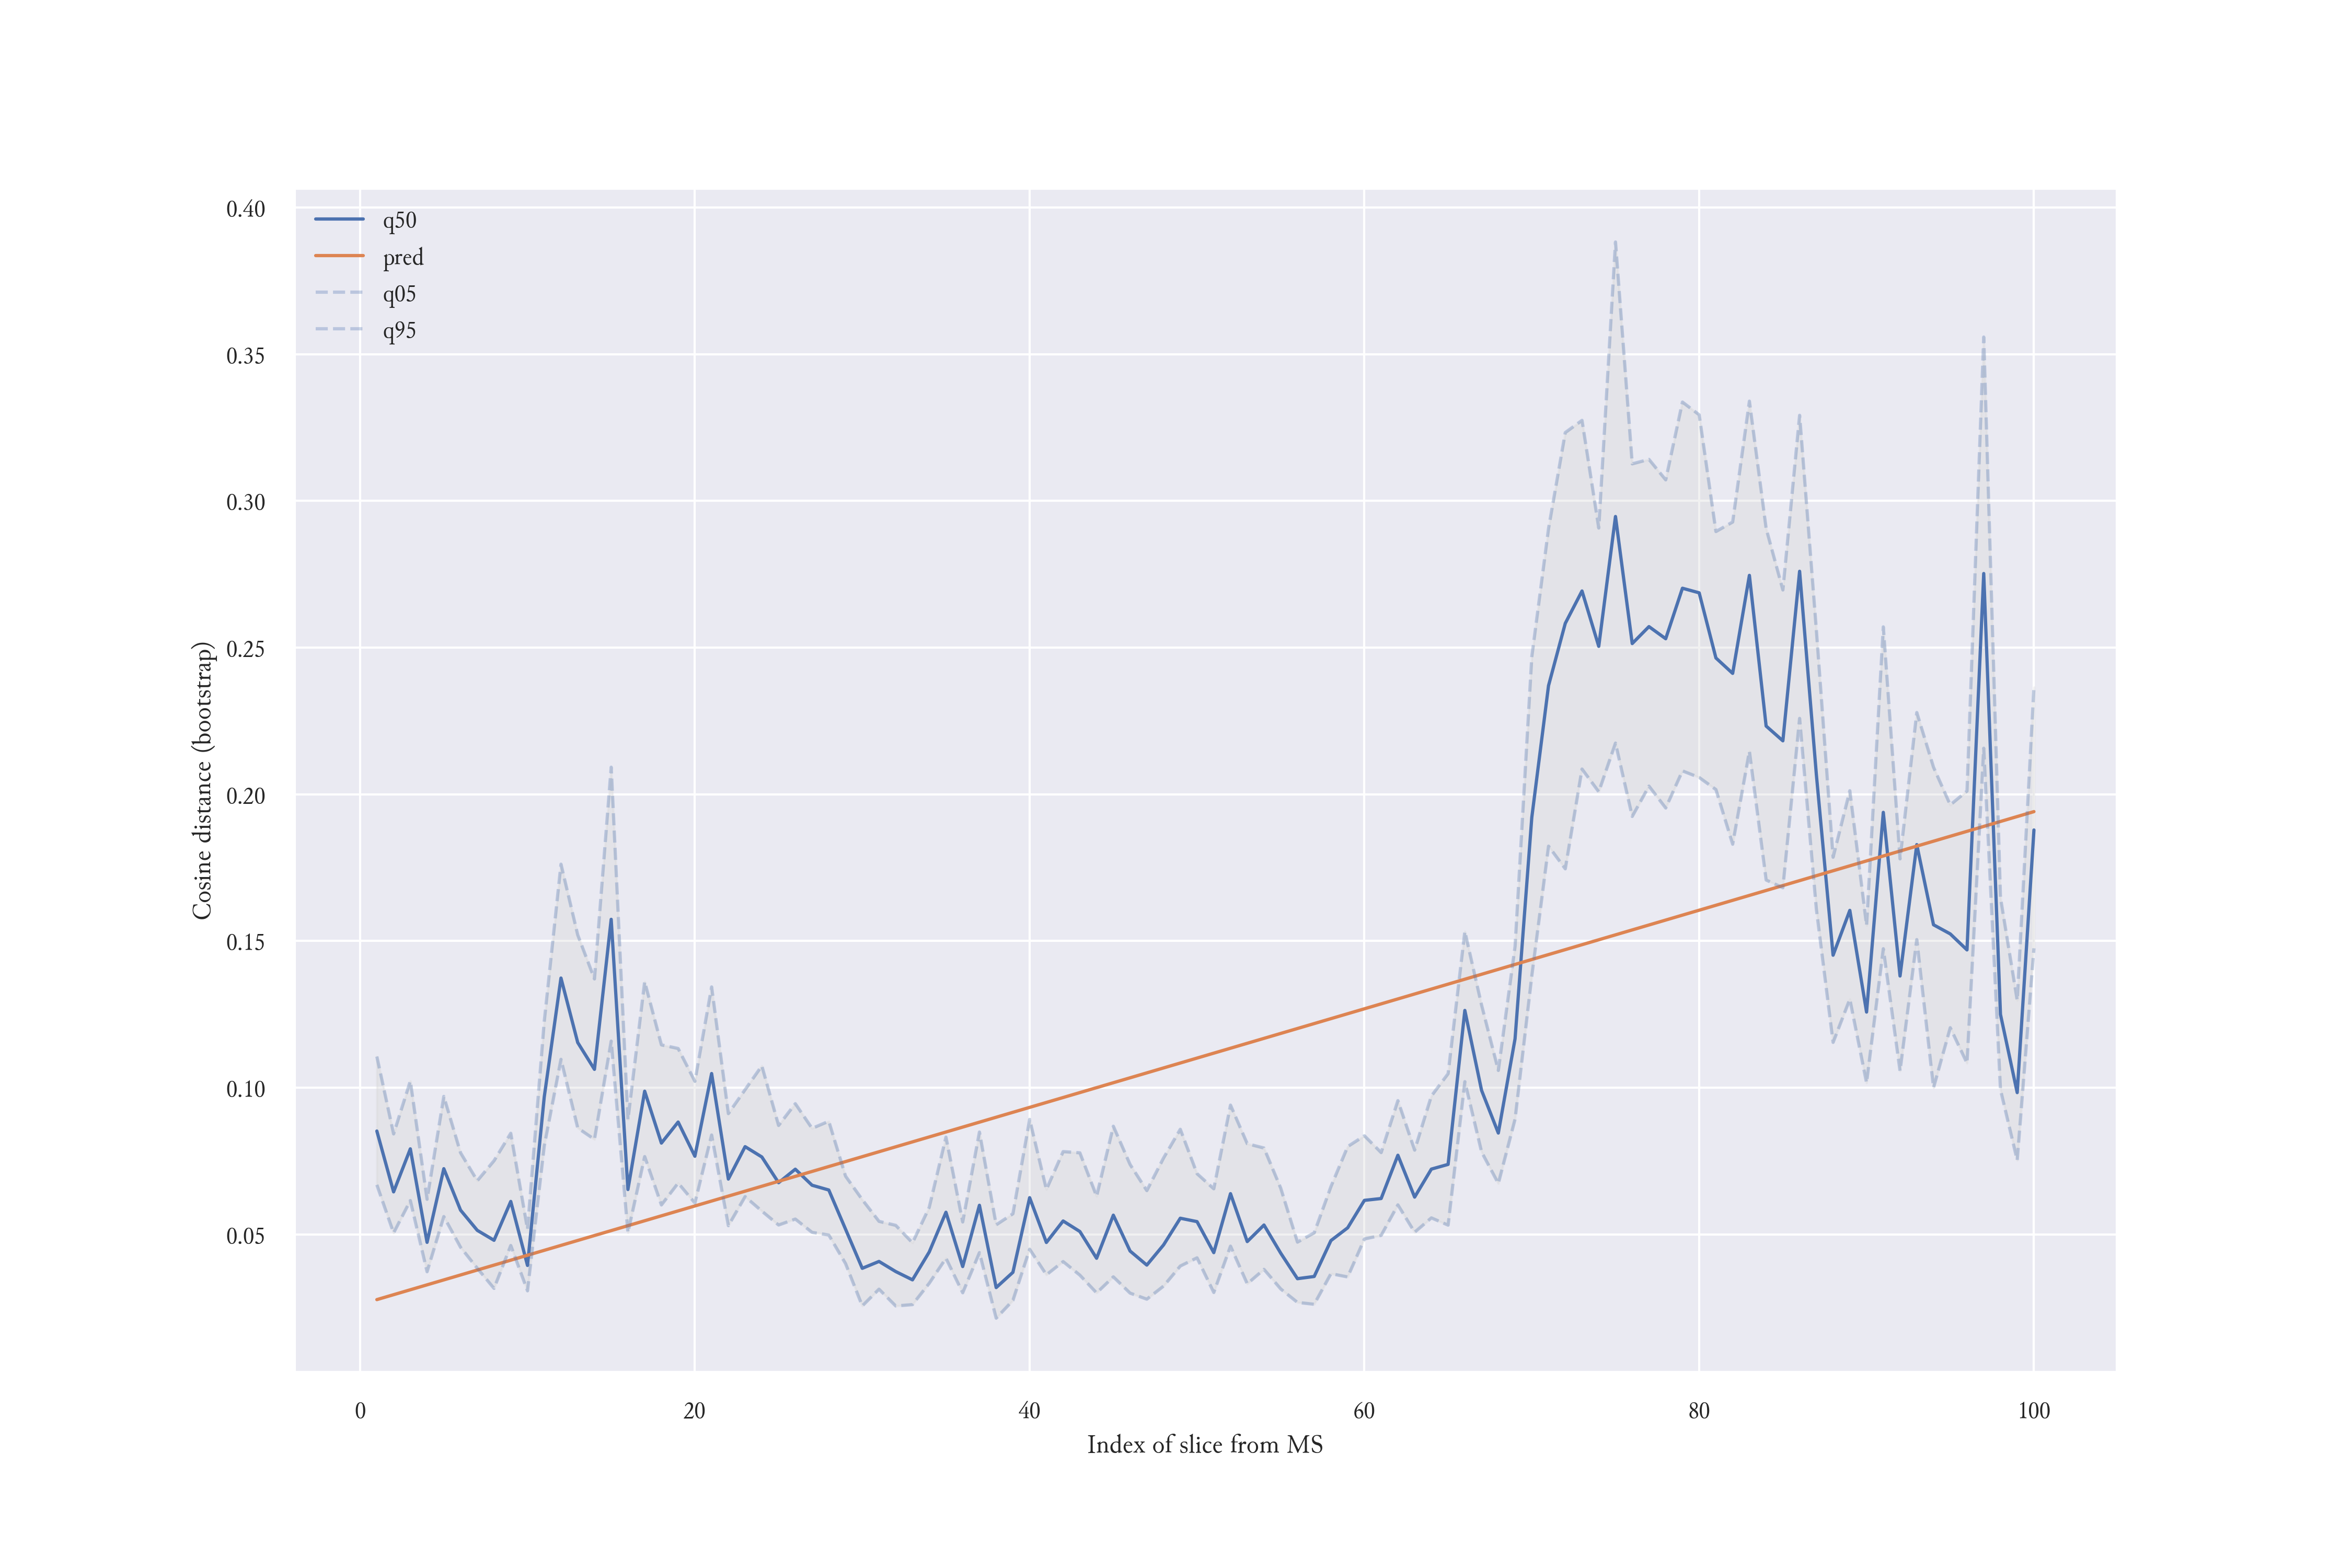 q50
pred
q05
q95
0.40
0.35
0.30
0.25
0.20
0.15
0.10
0.05
Cosine distance (bootstrap)
0 20 40 60 80 100
Index of slice from MS